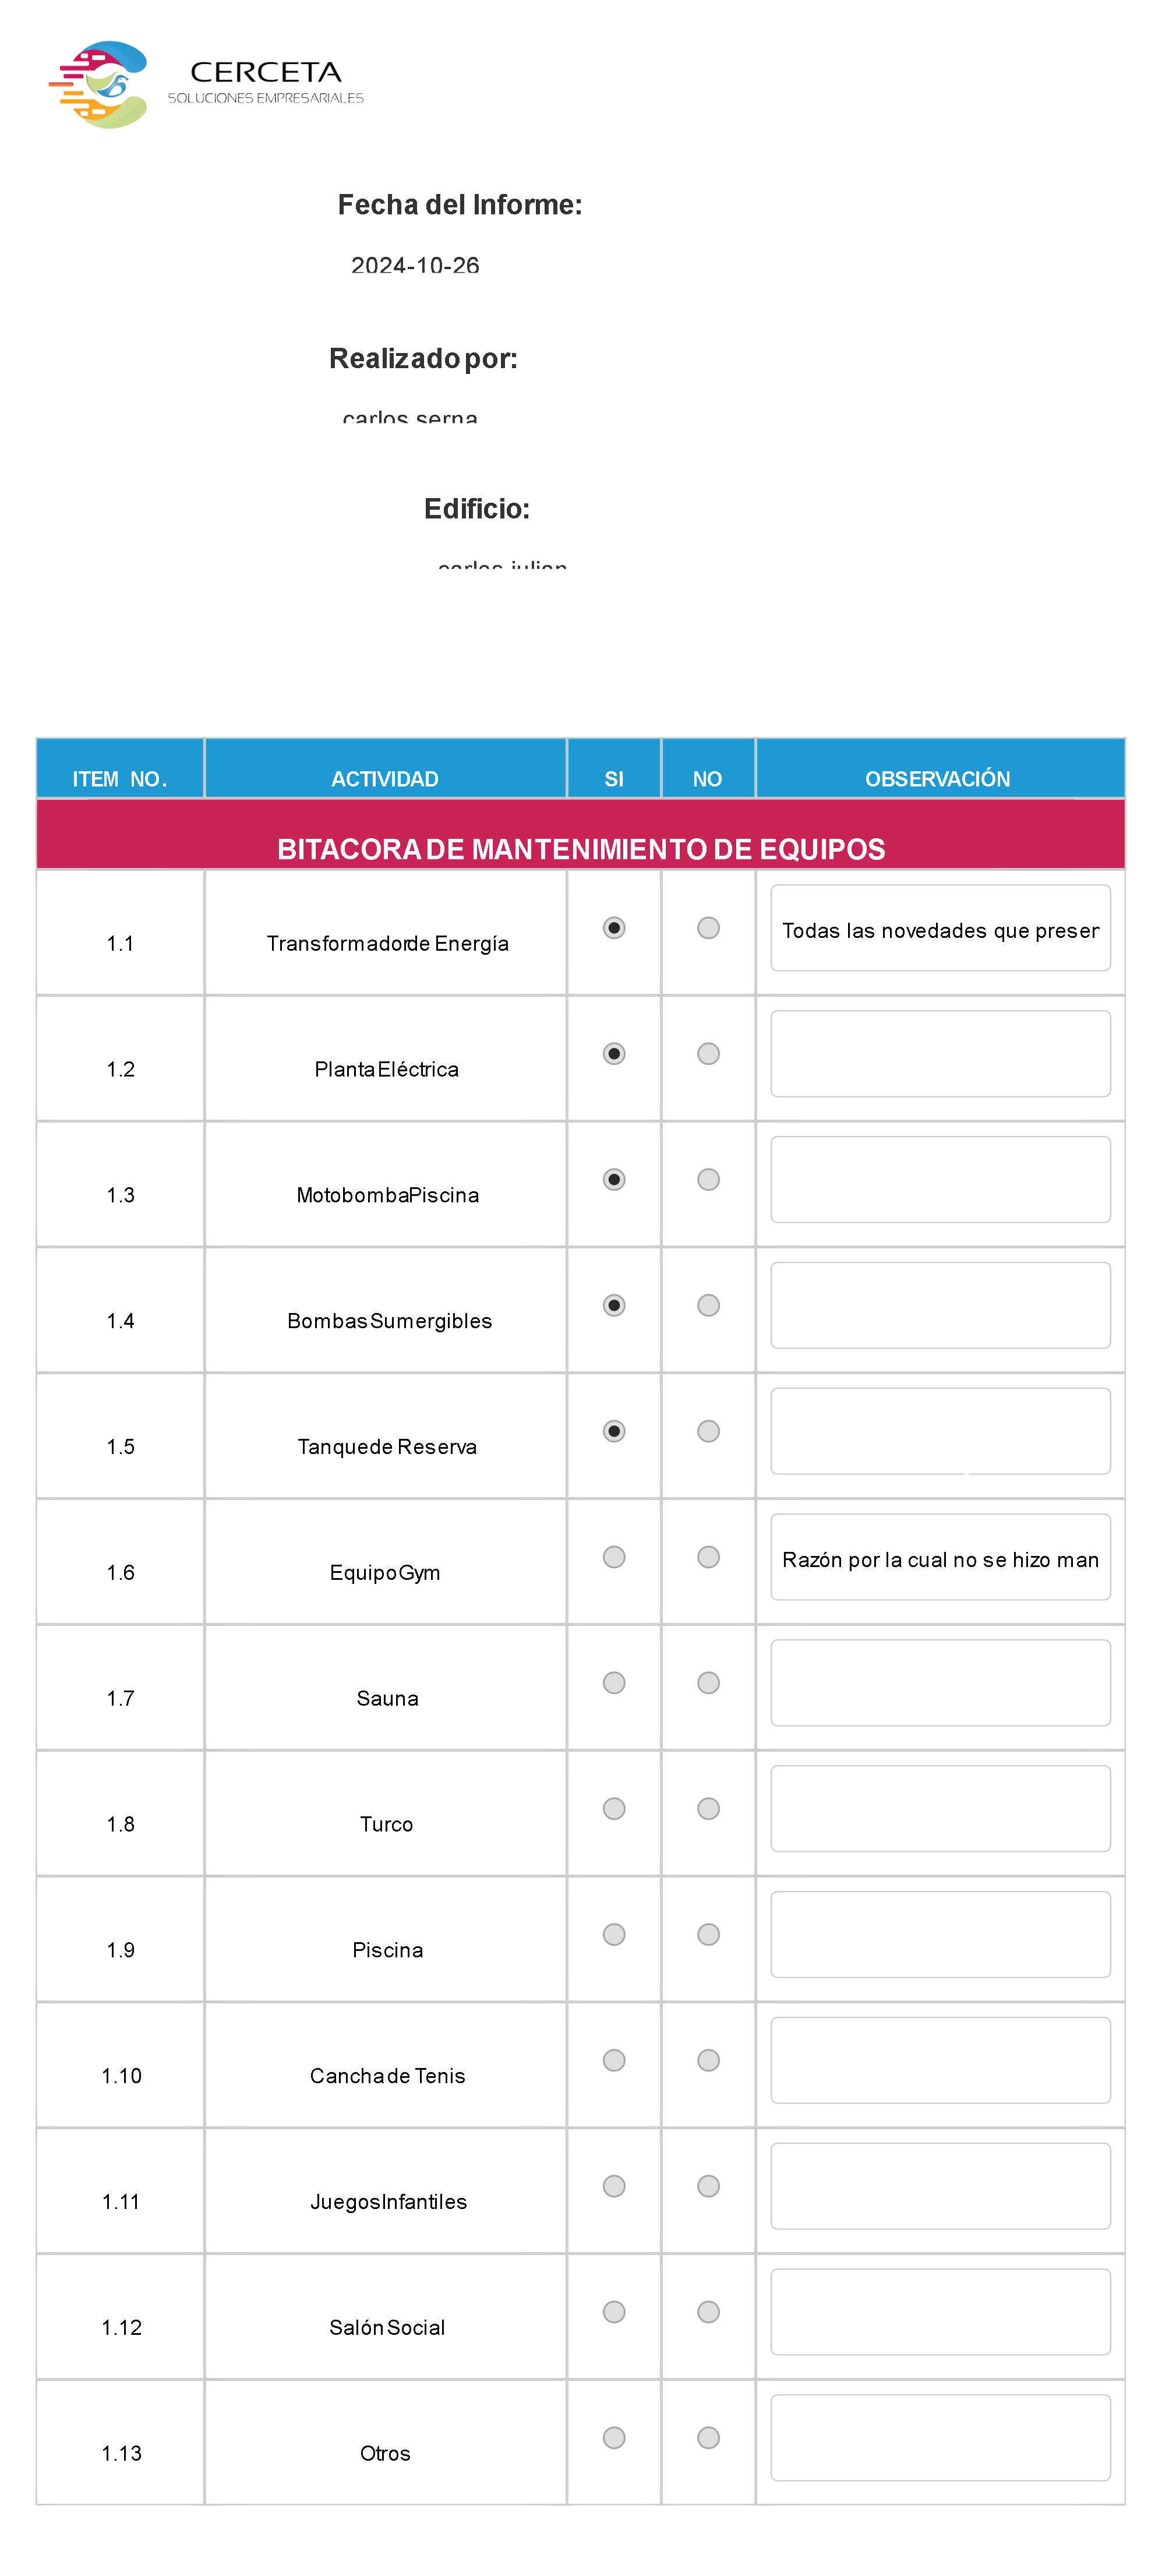 CERCETA
SOLUCIONES EMPRESARIALES
Fecha del Informe:
2024-10-26
Realizado por:
carlos serna
Edificio:
carlos julian
ITEM NO. ACTIVIDAD SI NO OBSERVACIÓN
BITACORA DE MANTENIMIENTO DE EQUIPOS
1.1 Transformador de Energía Todas las novedades que preser
1.2 Planta Eléctrica
1.3 Motobomba Piscina
1.4 Bombas Sumergibles
1.5 Tanque de Reserva
1.6 Equipo Gym Razón por la cual no se hizo man
1.7 Sauna
1.8 Turco
1.9 Piscina
1.10 Cancha de Tenis
1.11 Juegos Infantiles
1.12 Salón Social
1.13 Otros